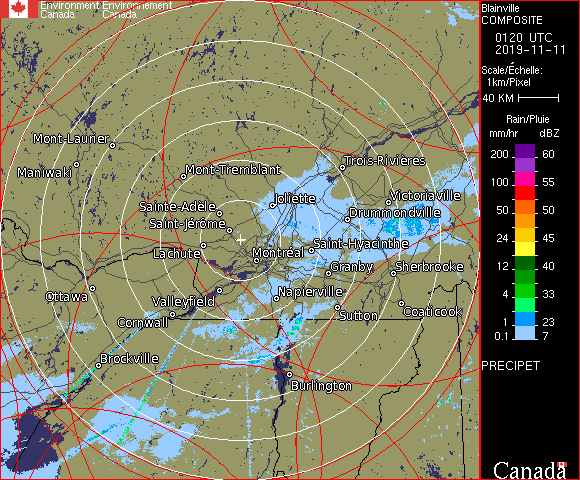 Environment Environnement
Canada Canada
Blainville
COMPOSITE
0120 UTC
2019-11-11
Scale/Échelle:
1km/Pixel
40 KM
Rain/Pluie
mm/hr dBZ
200 60
150 57
100 55
50 50
24 45
12 40
4 33
1 23
0.1 7
PRECIPET
Canada
Mont-Laurier
Maniwaki
Mont-Tremblant
Trois-Rivières
Joliette
Victoriaville
Sainte-Adèle
Drummondville
Saint-Jérôme
Saint-Hyacinthe
Lachute
Montréal
Granby
Sherbrooke
Ottawa
Valleyfield
Napierville
Cornwall
Sutton
Coaticook
Brockville
Burlington